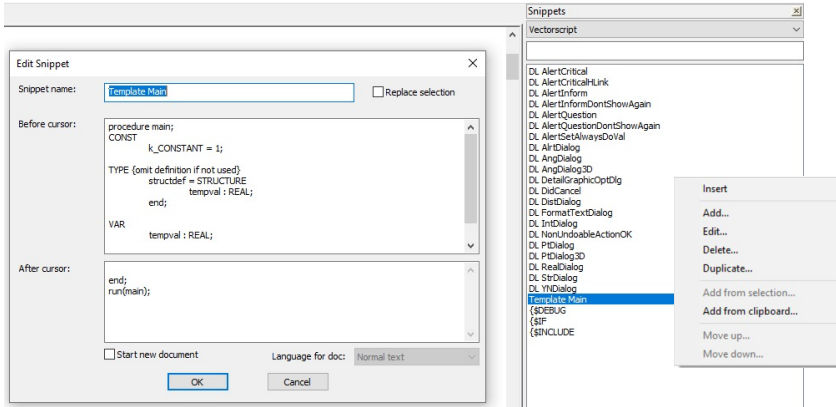 Edit Snippet
Snippet name:
Template Main
Replace selection
Before cursor:
procedure main;
CONST
k_CONSTANT = 1;
TYPE {omit definition if not used}
structdef = STRUCTURE
tempval : REAL;
end;
VAR
tempval : REAL;
After cursor:
end;
run(main);
Start new document
Language for doc:
Normal text
OK
Cancel
Snippets
Vectorscript
DL AlertCritical
DL AlertCriticalHLink
DL AlertInform
DL AlertInformDontShowAgain
DL AlertQuestion
DL AlertQuestionDontShowAgain
DL AlertSetAlwaysDoVal
DL AlrtDialog
DL AngDialog
DL AngDialog3D
DL DetailGraphicOptDlg
DL DidCancel
DL DistDialog
DL FormatTextDialog
DL IntDialog
DL NonUndoableActionOK
DL PtDialog
DL PtDialog3D
DL RealDialog
DL StrDialog
DL YNDialog
Template Main
{$DEBUG
{$IF
{$INCLUDE
Insert
Add...
Edit...
Delete...
Duplicate...
Add from selection...
Add from clipboard...
Move up...
Move down...